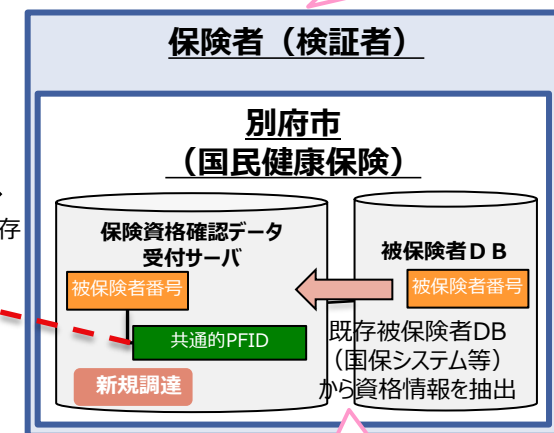 保険者（検証者）
別府市
（国民健康保険）
存
保険資格確認データ
受付サーバ
被保険者番号
共通的PFID
新規調達
被保険者ＤＢ
被保険者番号
既存被保険者DB
（国保システム等）
から資格情報を抽出